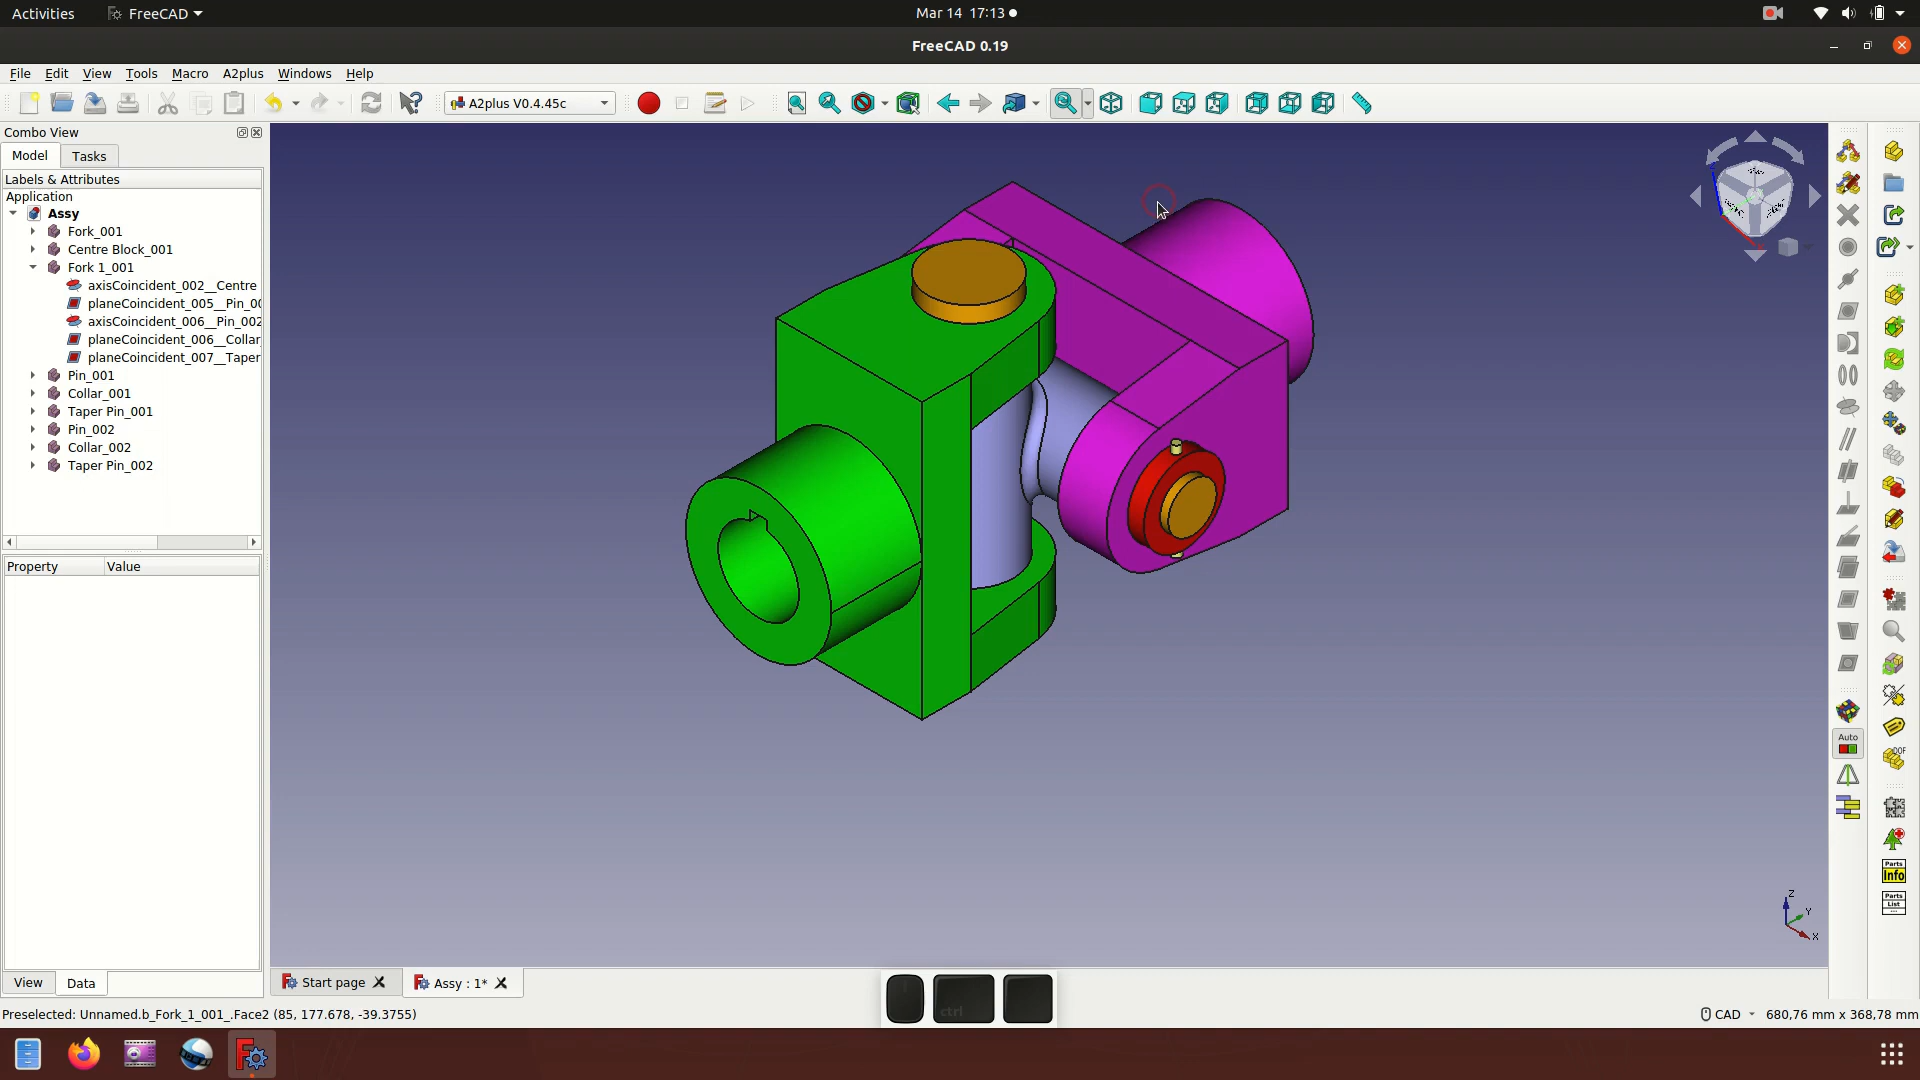 Activities
FreeCAD
Mar 14 17:13
FreeCAD 0.19
File Edit View Tools Macro A2plus Windows Help
A2plus V0.4.45c
Combo View
Model Tasks
Labels & Attributes
Application
Assy
Fork_001
Centre Block_001
Fork 1_001
axisCoincident_002__Centre
planeCoincident_005__Pin_00
axisCoincident_006__Pin_002
planeCoincident_006__Collar
planeCoincident_007__Taper
Pin_001
Collar_001
Taper Pin_001
Pin_002
Collar_002
Taper Pin_002
Property Value
View Data
Auto
DOF
Parts
Info
Parts
List
Z
Y
X
Start page
Assy : 1*
ctrl
Preselected: Unnamed.b_Fork_1_001_.Face2 (85, 177.678, -39.3755)
CAD
680,76 mm x 368,78 mm